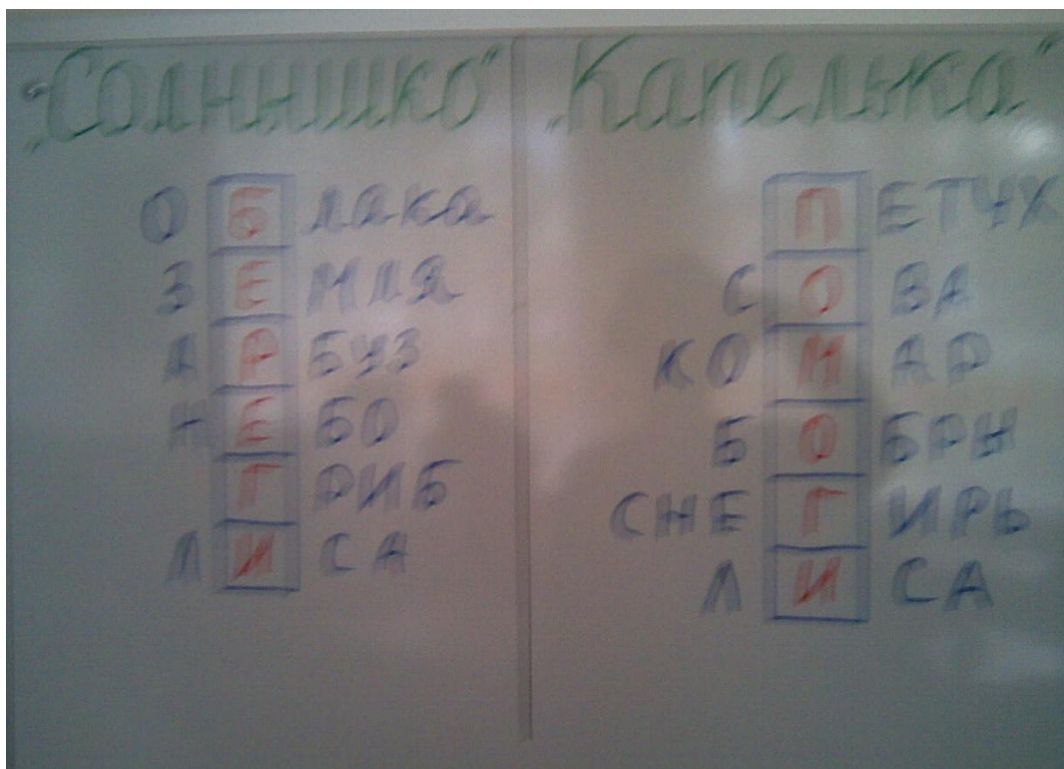 „Солнышко"
ОБЛАКА
ЗЕМЛЯ
АРБУЗ
НЕБО
ГРИБ
ЛИСА
„Капелька"
ПЕТУХ
СОВА
КОМАР
БОБРЫ
СНЕГИРЬ
ЛИСА